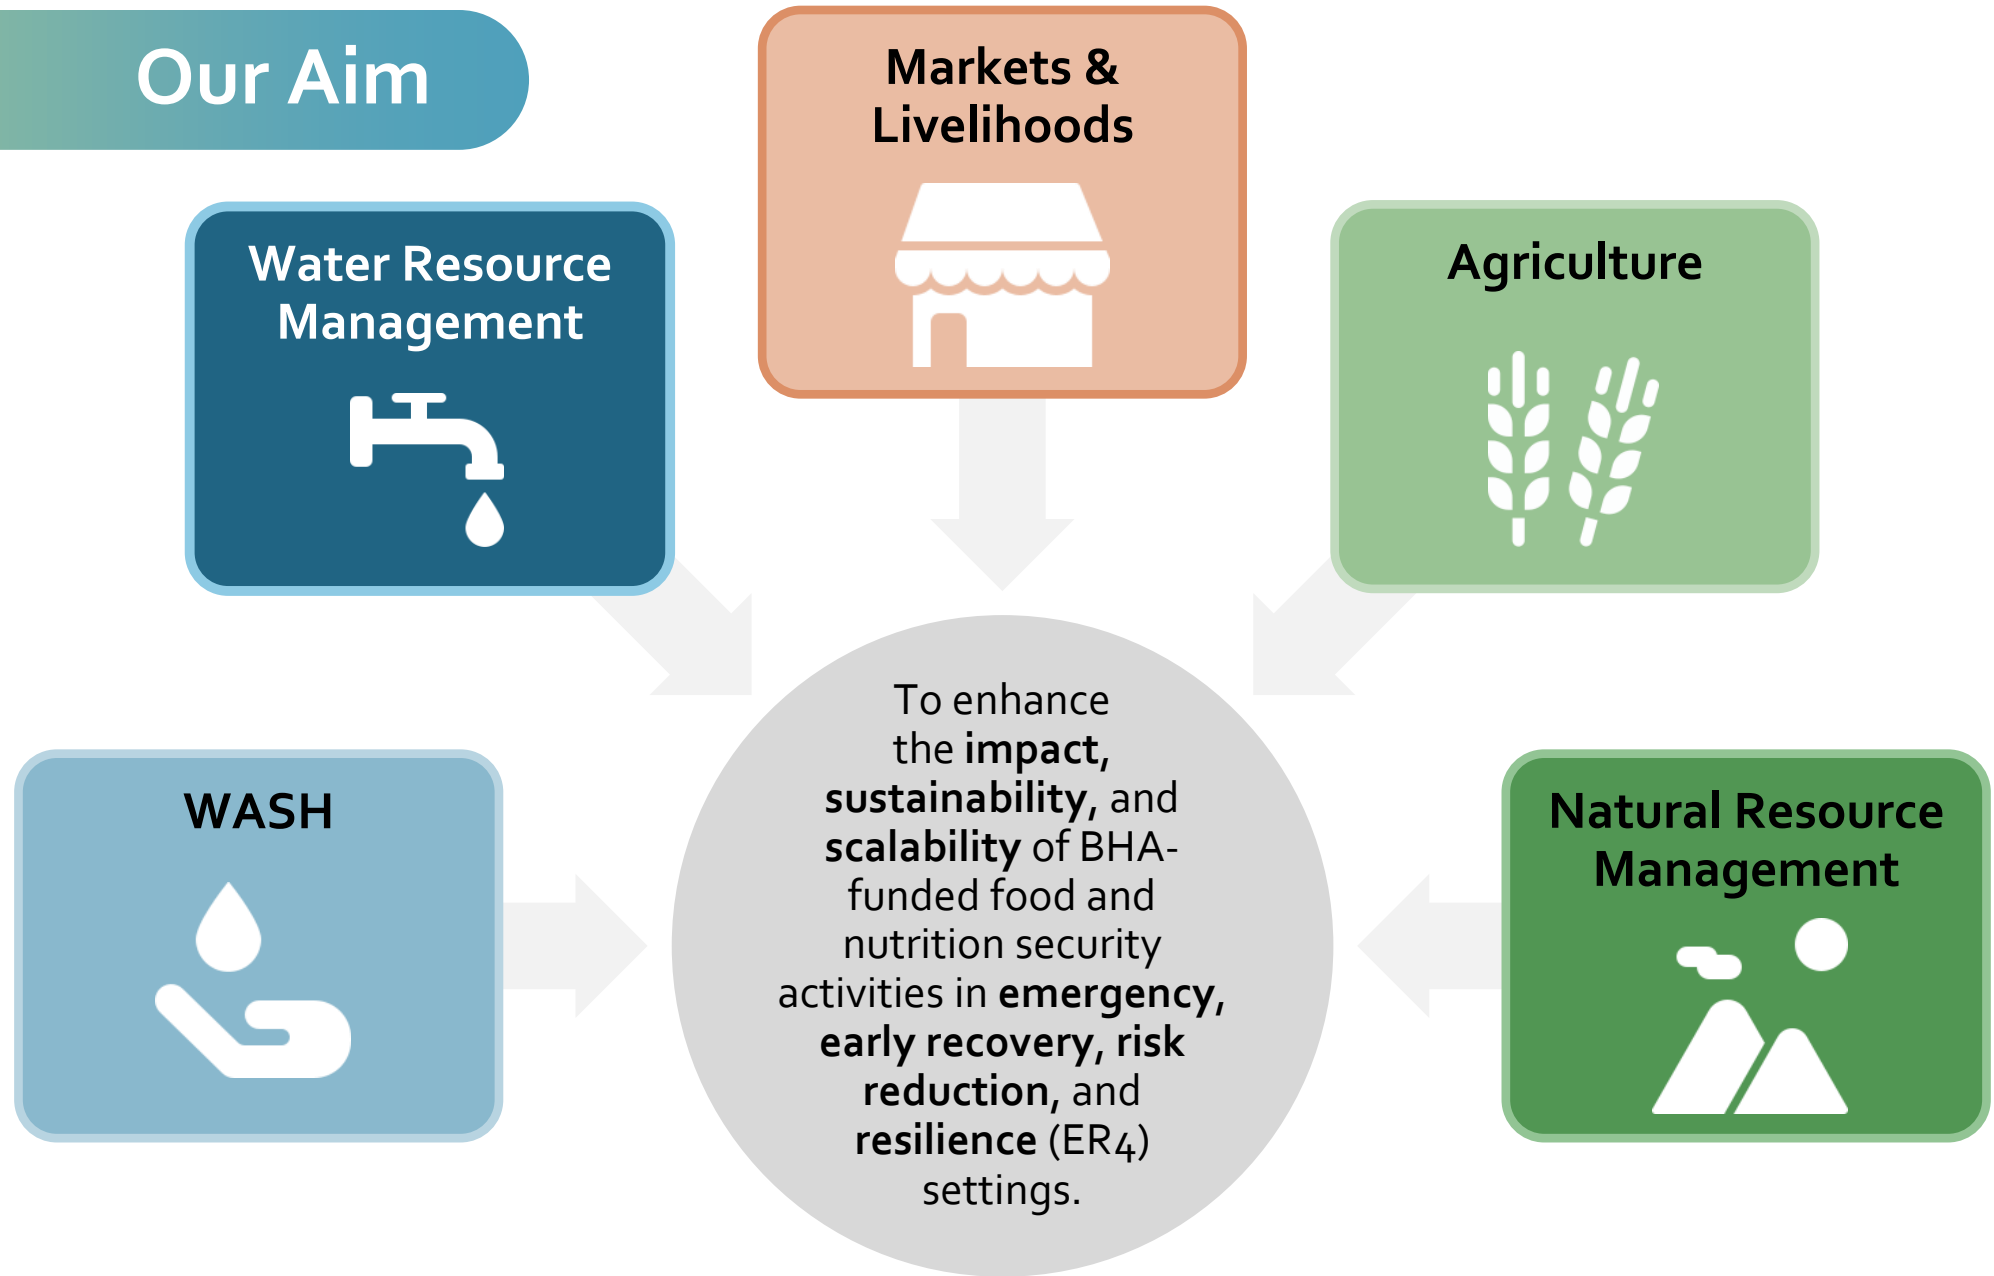 Our Aim
Markets &
Livelihoods
Water Resource
Management
Agriculture
WASH
Natural Resource
Management
To enhance
the impact,
sustainability, and
scalability of BHA-
funded food and
nutrition security
activities in emergency,
early recovery, risk
reduction, and
resilience (ER4)
settings.